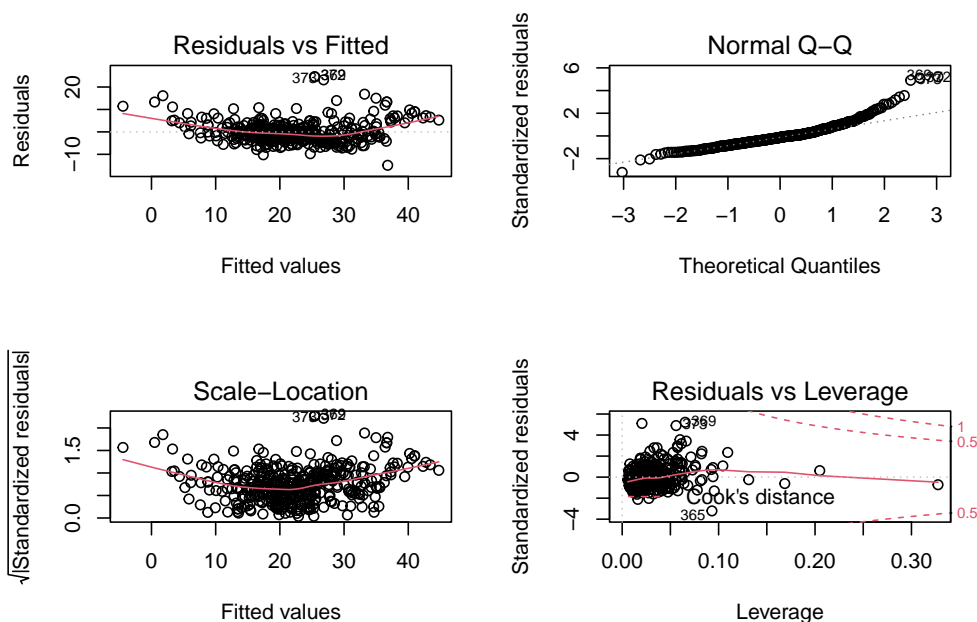 Residuals vs Fitted
Residuals
20
-10
373
369
0 10 20 30 40
Fitted values
Normal Q-Q
Standardized residuals
6
2
-2
-3 -2 -1 0 1 2 3
Theoretical Quantiles
Scale-Location
√|Standardized residuals|
1.5
0.0
373
0 10 20 30 40
Fitted values
Residuals vs Leverage
Standardized residuals
4
0
-4
369
365
Cook's distance
1
0.5
0.5
0.00 0.10 0.20 0.30
Leverage